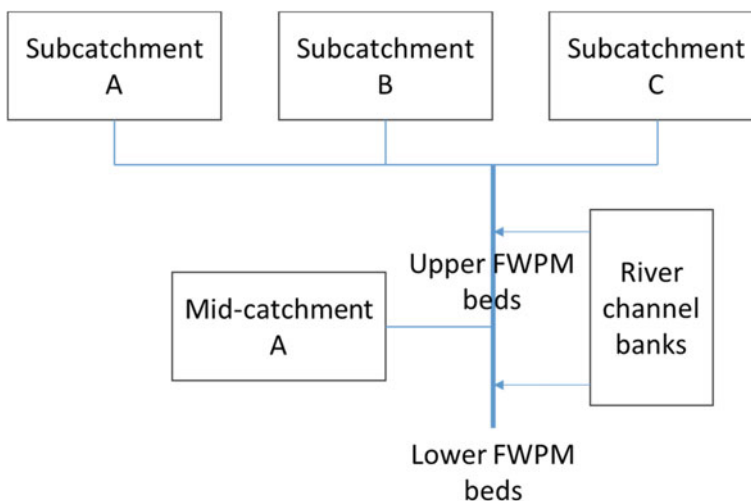 Subcatchment
A
Subcatchment
B
Subcatchment
C
Upper FWPM
beds
River
channel
banks
Mid-catchment
A
Lower FWPM
beds